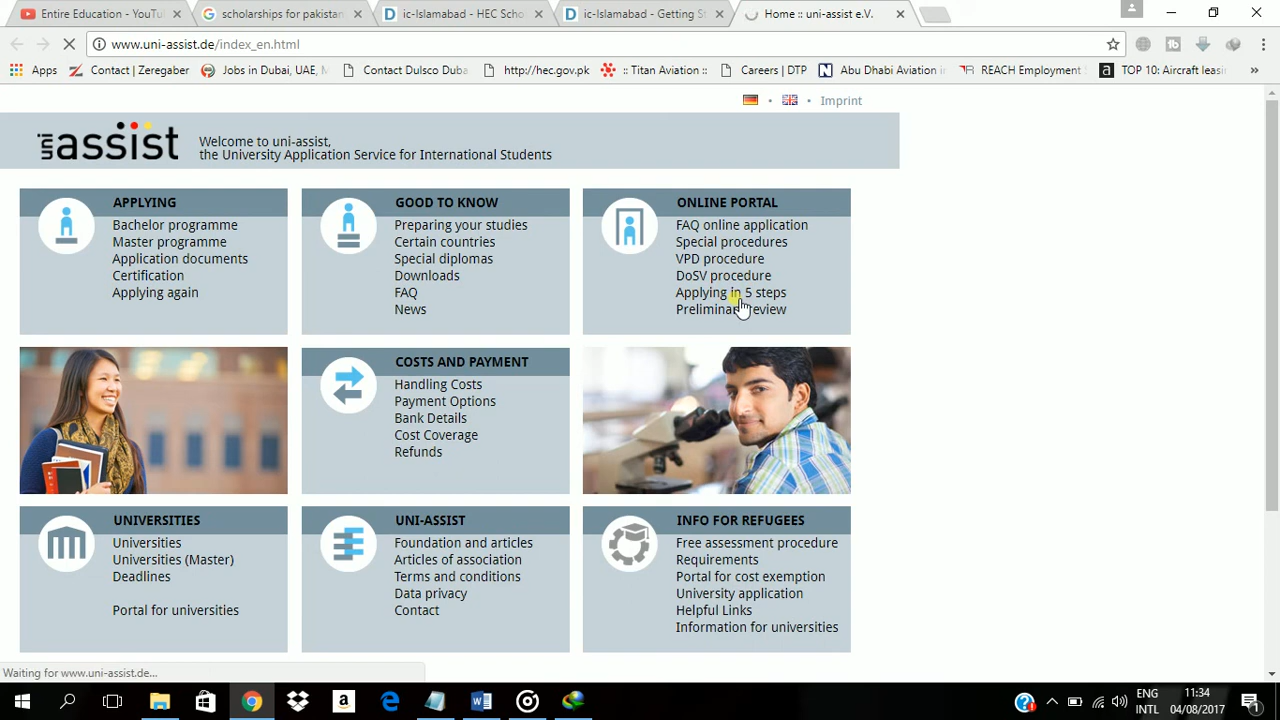 Entire Education - YouTu
scholarships for pakistan
ic-Islamabad - HEC Scho
ic-Islamabad - Getting St
Home :: uni-assist e.V.
www.uni-assist.de/index_en.html
Apps
Contact | Zeregaber
Jobs in Dubai, UAE, M
Contact Dulsco Duba
http://hec.gov.pk
:: Titan Aviation ::
Careers | DTP
Abu Dhabi Aviation in
REACH Employment S
TOP 10: Aircraft leasin
»
Imprint
uni assist
Welcome to uni-assist,
the University Application Service for International Students
APPLYING
Bachelor programme
Master programme
Application documents
Certification
Applying again
GOOD TO KNOW
Preparing your studies
Certain countries
Special diplomas
Downloads
FAQ
News
ONLINE PORTAL
FAQ online application
Special procedures
VPD procedure
DoSV procedure
Applying in 5 steps
Preliminary review
COSTS AND PAYMENT
Handling Costs
Payment Options
Bank Details
Cost Coverage
Refunds
UNIVERSITIES
Universities
Universities (Master)
Deadlines
Portal for universities
UNI-ASSIST
Foundation and articles
Articles of association
Terms and conditions
Data privacy
Contact
INFO FOR REFUGEES
Free assessment procedure
Requirements
Portal for cost exemption
University application
Helpful Links
Information for universities
Waiting for www.uni-assist.de...
ENG
INTL
11:34
04/08/2017